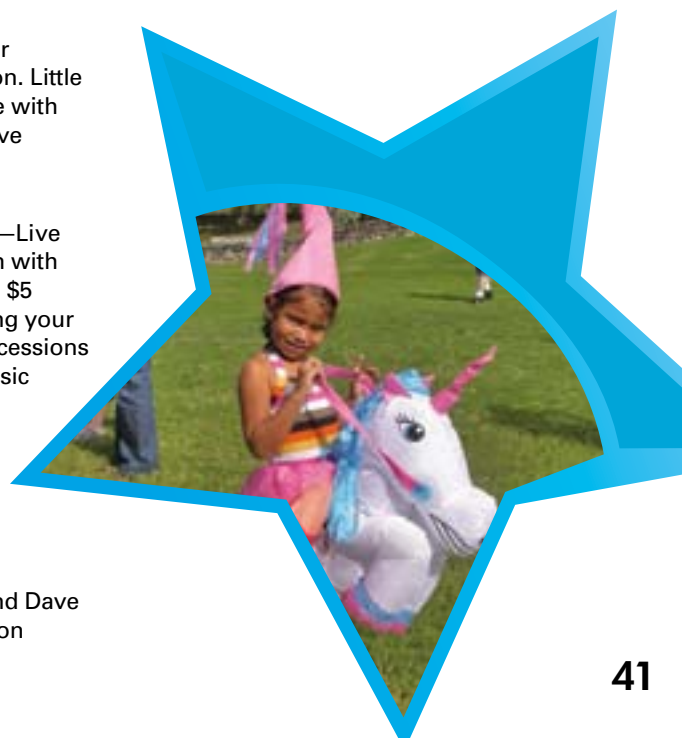 r
on. Little
e with
ve
—Live
n with
$5
ng your
cessions
sic
nd Dave
on
41